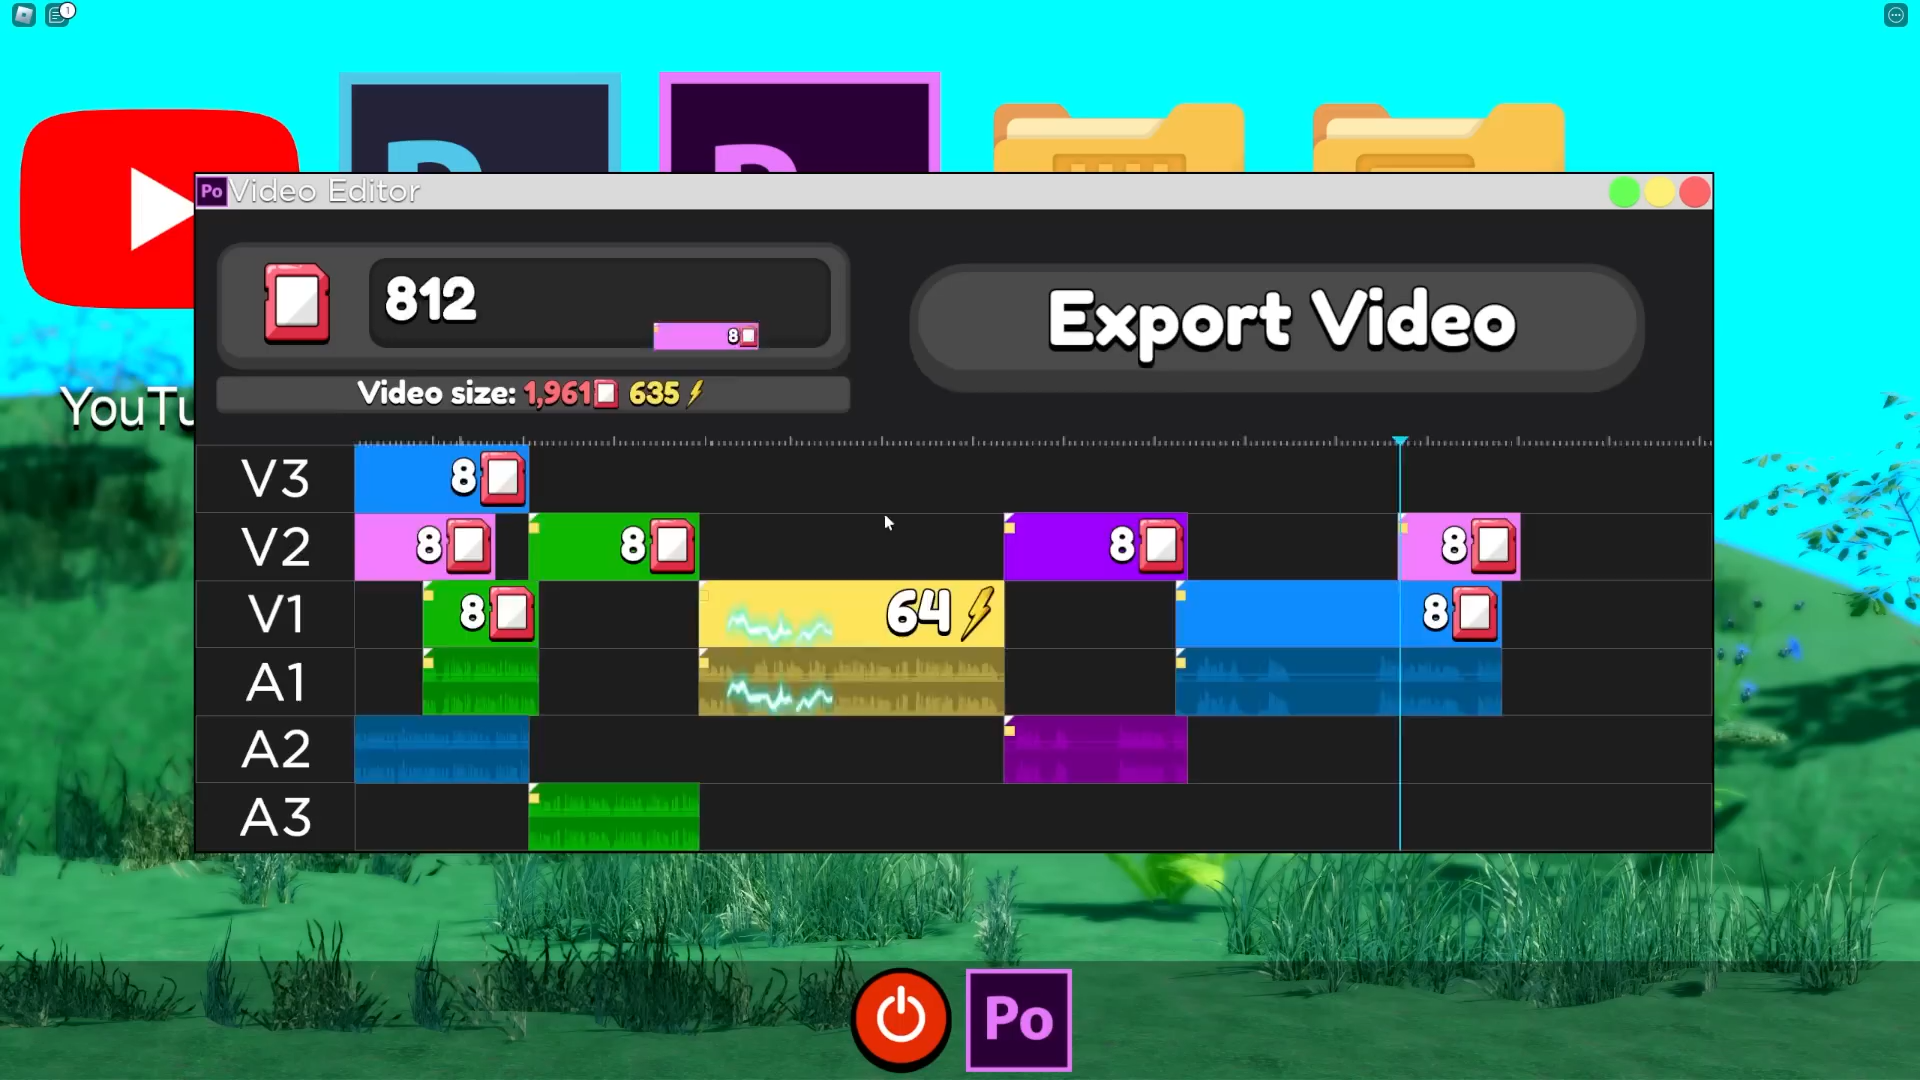 1
Po Video Editor
812
8
Export Video
Video size: 1,961 635
YouTu
V3 8
V2 8 8 8 8
V1 8 64 8
A1
A2
A3
Po